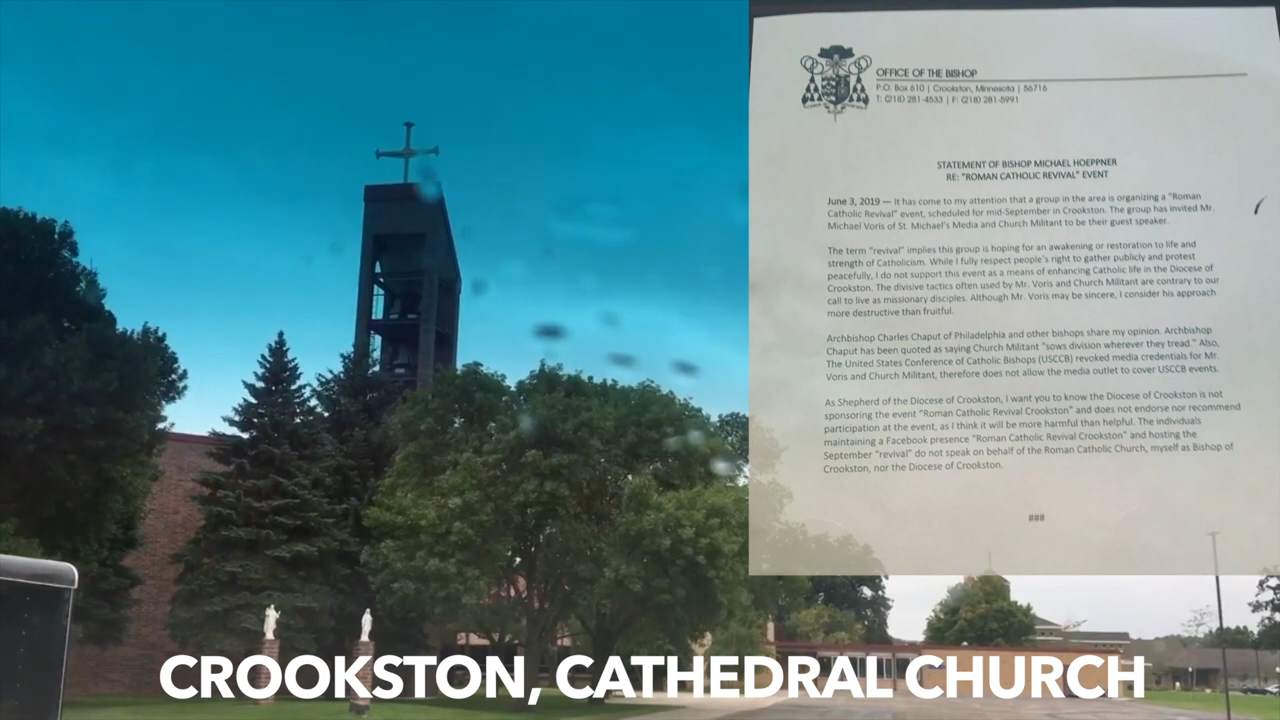 OFFICE OF THE BISHOP
P.O. Box 610 | Crookston, Minnesota | 56716
T: (218) 281-4533 | F: (218) 281-5991
STATEMENT OF BISHOP MICHAEL HOEPPNER
RE: "ROMAN CATHOLIC REVIVAL" EVENT
June 3, 2019 — It has come to my attention that a group in the area is organizing a "Roman
Catholic Revival" event, scheduled for mid-September in Crookston. The group has invited Mr.
Michael Voris of St. Michael's Media and Church Militant to be their guest speaker.
The term "revival" implies this group is hoping for an awakening or restoration to life and
strength of Catholicism. While I fully respect people's right to gather publicly and protest
peacefully, I do not support this event as a means of enhancing Catholic life in the Diocese of
Crookston. The divisive tactics often used by Mr. Voris and Church Militant are contrary to our
call to live as missionary disciples. Although Mr. Voris may be sincere, I consider his approach
more destructive than fruitful.
Archbishop Charles Chaput of Philadelphia and other bishops share my opinion. Archbishop
Chaput has been quoted as saying Church Militant "sows division wherever they tread." Also,
The United States Conference of Catholic Bishops (USCCB) revoked media credentials for Mr.
Voris and Church Militant, therefore does not allow the media outlet to cover USCCB events.
As Shepherd of the Diocese of Crookston, I want you to know the Diocese of Crookston is not
sponsoring the event "Roman Catholic Revival Crookston" and does not endorse nor recommend
participation at the event, as I think it will be more harmful than helpful. The individuals
maintaining a Facebook presence "Roman Catholic Revival Crookston" and hosting the
September "revival" do not speak on behalf of the Roman Catholic Church, myself as Bishop of
Crookston, nor the Diocese of Crookston.
###
CROOKSTON, CATHEDRAL CHURCH